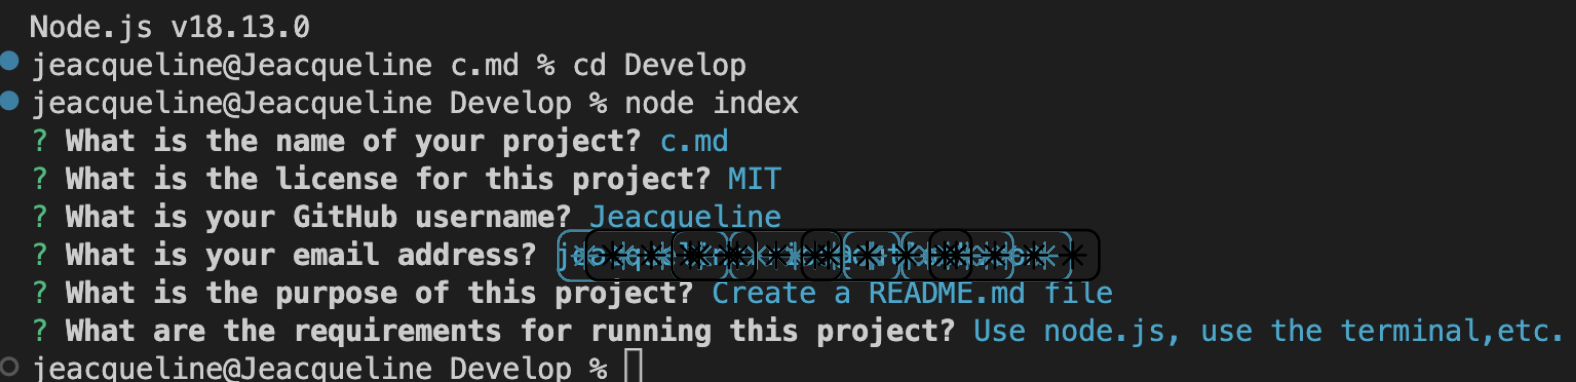 Node.js v18.13.0
jeacqueline@Jeacqueline c.md % cd Develop
jeacqueline@Jeacqueline Develop % node index
? What is the name of your project? c.md
? What is the license for this project? MIT
? What is your GitHub username? Jeacqueline
? What is your email address?
? What is the purpose of this project? Create a README.md file
? What are the requirements for running this project? Use node.js, use the terminal,etc.
jeacqueline@Jeacqueline Develop %